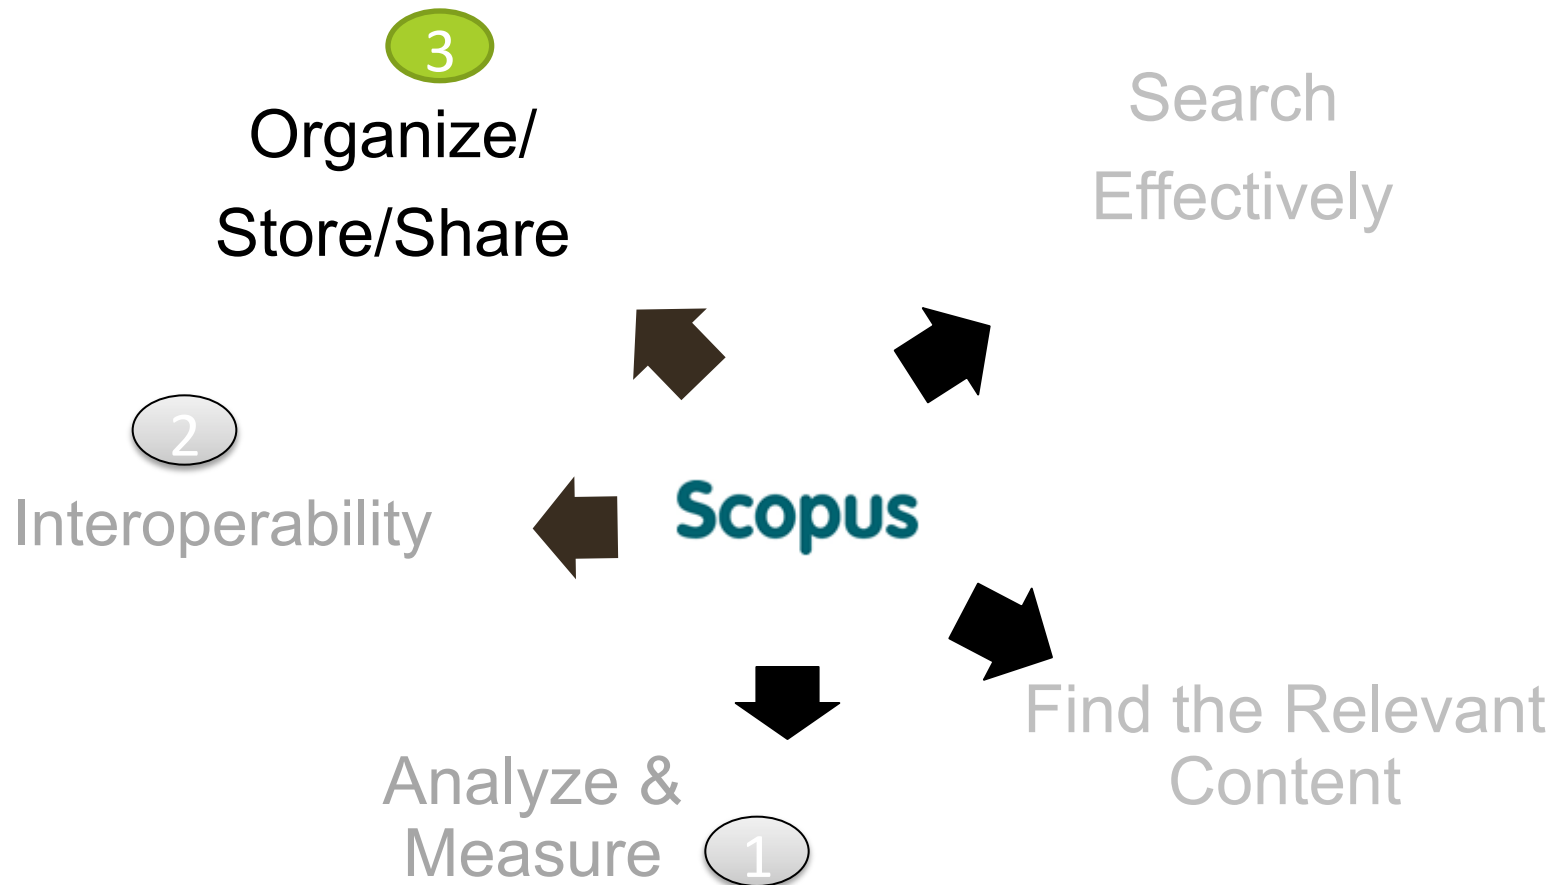 3
Organize/
Store/Share
Search
Effectively
2
Interoperability
Scopus
Find the Relevant
Content
Analyze &
Measure
1